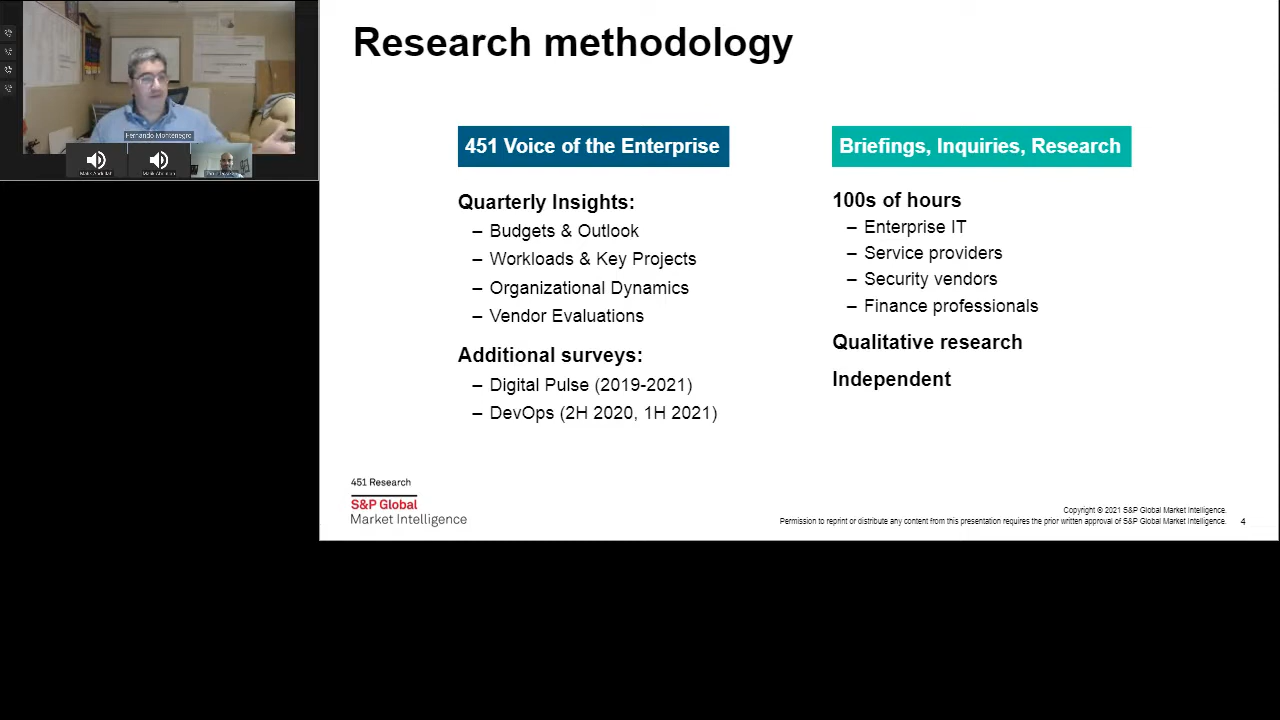 Fernando Montenegro
Research methodology
451 Voice of the Enterprise
Quarterly Insights:
– Budgets & Outlook
– Workloads & Key Projects
– Organizational Dynamics
– Vendor Evaluations
Additional surveys:
– Digital Pulse (2019-2021)
– DevOps (2H 2020, 1H 2021)
Briefings, Inquiries, Research
100s of hours
– Enterprise IT
– Service providers
– Security vendors
– Finance professionals
Qualitative research
Independent
451 Research
S&P Global
Market Intelligence
Copyright © 2021 S&P Global Market Intelligence.
Permission to reprint or distribute any content from this presentation requires the prior written approval of S&P Global Market Intelligence.
4